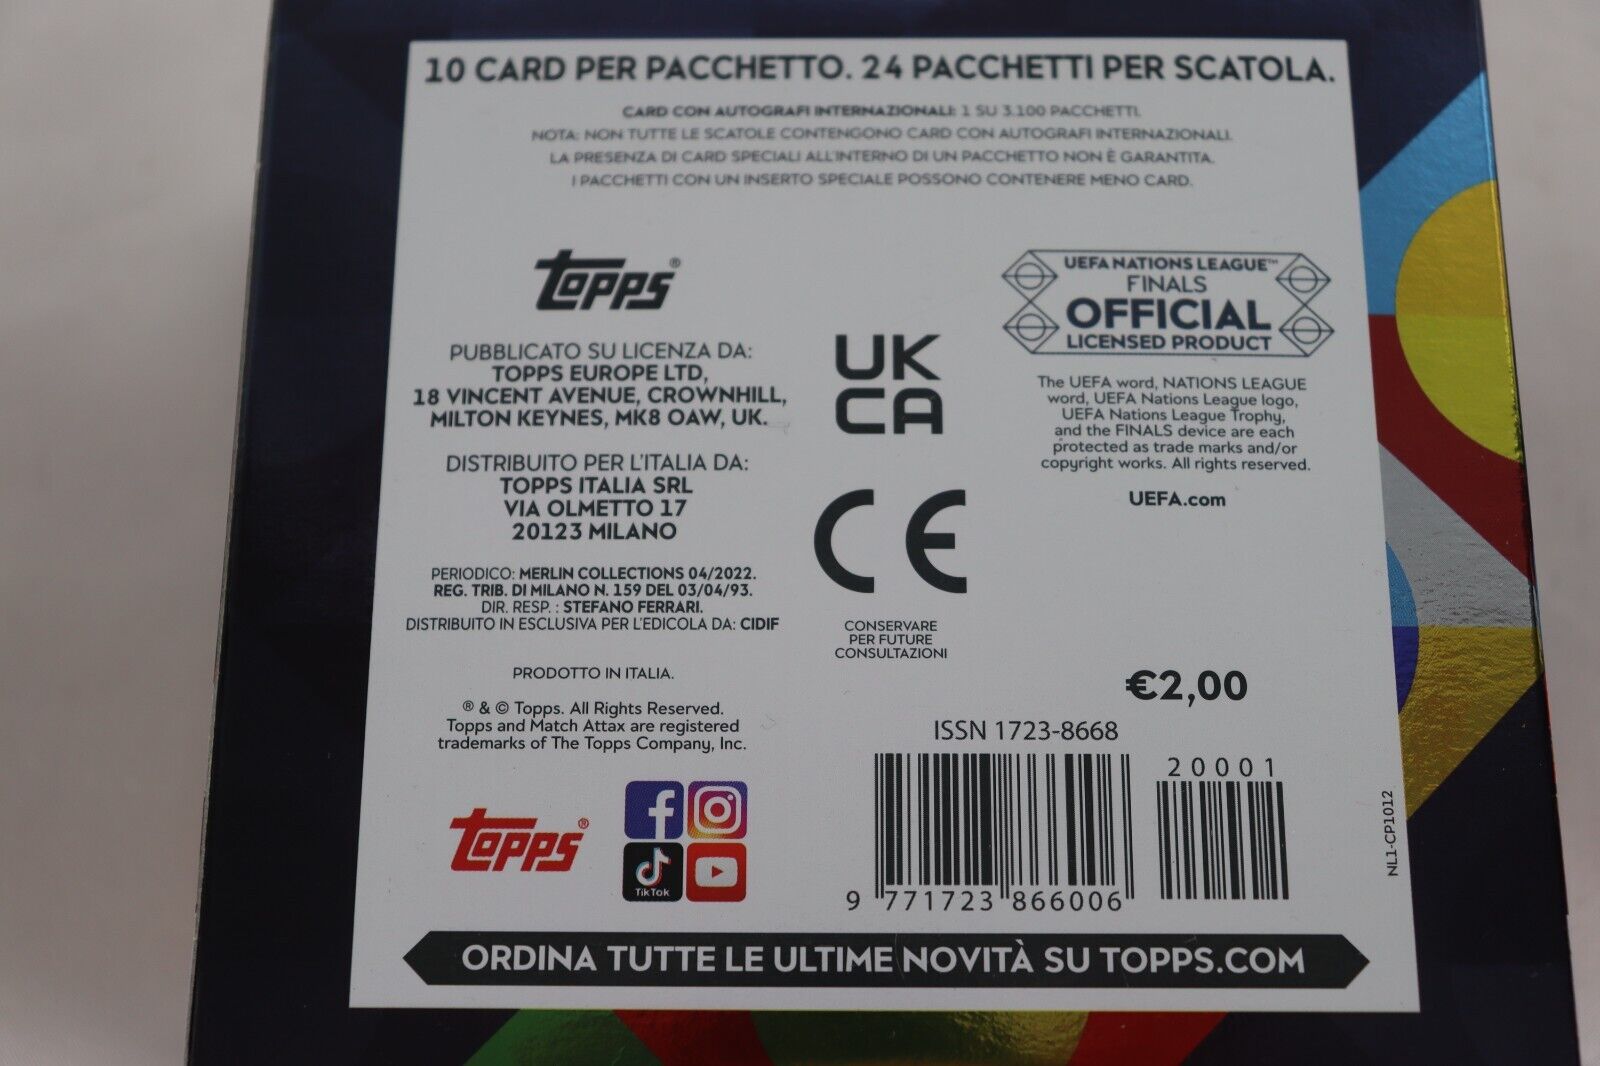 10 CARD PER PACCHETTO. 24 PACCHETTI PER SCATOLA.
CARD CON AUTOGRAFI INTERNAZIONALI: 1 SU 3.100 PACCHETTI.
NOTA: NON TUTTE LE SCATOLE CONTENGONO CARD CON AUTOGRAFI INTERNAZIONALI.
LA PRESENZA DI CARD SPECIALI ALL'INTERNO DI UN PACCHETTO NON È GARANTITA.
I PACCHETTI CON UN INSERTO SPECIALE POSSONO CONTENERE MENO CARD.
TOPPS®
PUBBLICATO SU LICENZA DA:
TOPPS EUROPE LTD,
18 VINCENT AVENUE, CROWNHILL,
MILTON KEYNES, MK8 OAW, UK.
DISTRIBUITO PER L'ITALIA DA:
TOPPS ITALIA SRL
VIA OLMETTO 17
20123 MILANO
PERIODICO: MERLIN COLLECTIONS 04/2022.
REG. TRIB. DI MILANO N. 159 DEL 03/04/93.
DIR. RESP. : STEFANO FERRARI.
DISTRIBUITO IN ESCLUSIVA PER L'EDICOLA DA: CIDIF
PRODOTTO IN ITALIA.
® & © Topps. All Rights Reserved.
Topps and Match Attax are registered
trademarks of The Topps Company, Inc.
TOPPS®
TikTok
UK
CA
CE
CONSERVARE
PER FUTURE
CONSULTAZIONI
UEFA NATIONS LEAGUE™
FINALS
OFFICIAL
LICENSED PRODUCT
The UEFA word, NATIONS LEAGUE
word, UEFA Nations League logo,
UEFA Nations League Trophy,
and the FINALS device are each
protected as trade marks and/or
copyright works. All rights reserved.
UEFA.com
€2,00
ISSN 1723-8668
20001
9 771723 866006
NL1-CP1012
ORDINA TUTTE LE ULTIME NOVITÀ SU TOPPS.COM